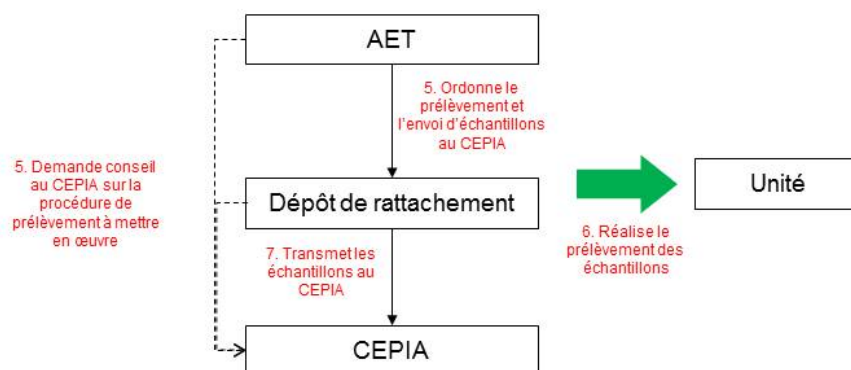 AET
5. Ordonne le
prélèvement et
l'envoi d'échantillons
au CEPIA
5. Demande conseil
au CEPIA sur la
procédure de
prélèvement à mettre
en œuvre
Dépôt de rattachement
Unité
6. Réalise le
prélèvement des
échantillons
7. Transmet les
échantillons au
CEPIA
CEPIA